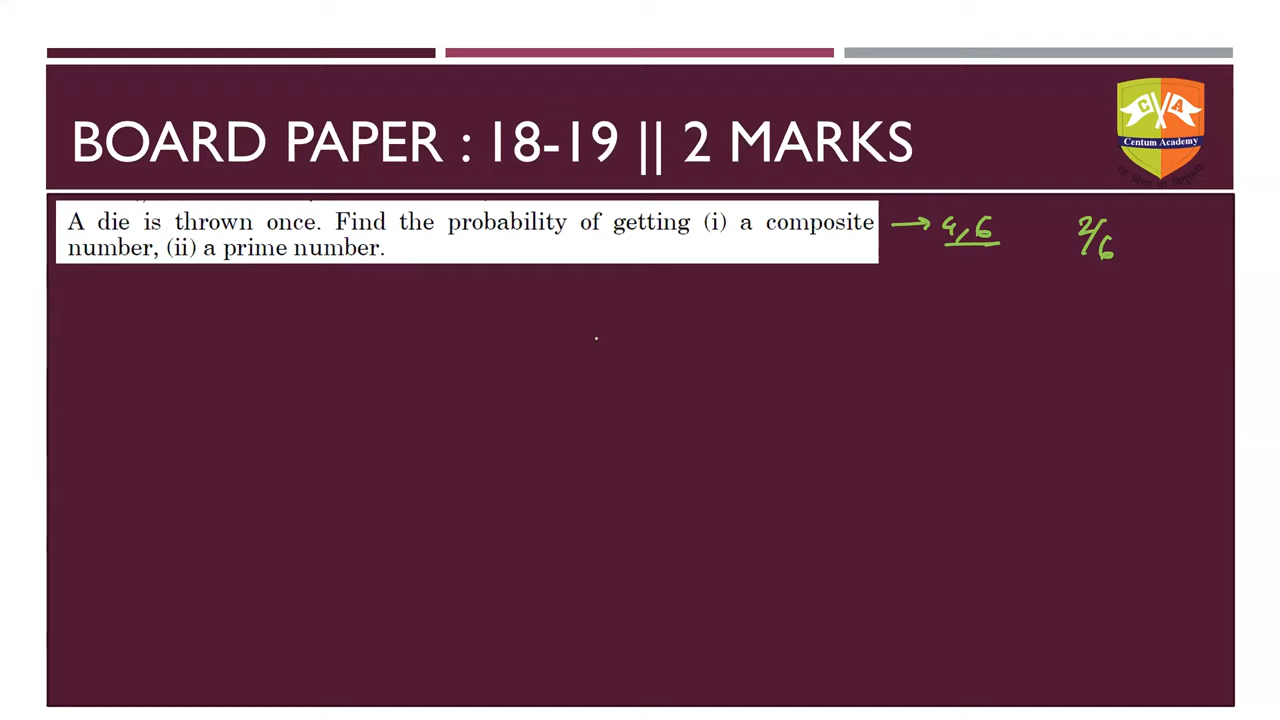 BOARD PAPER : 18-19 || 2 MARKS
C A
Centum Academy
A die is thrown once. Find the probability of getting (i) a composite → 4, 6 2/6
number, (ii) a prime number.